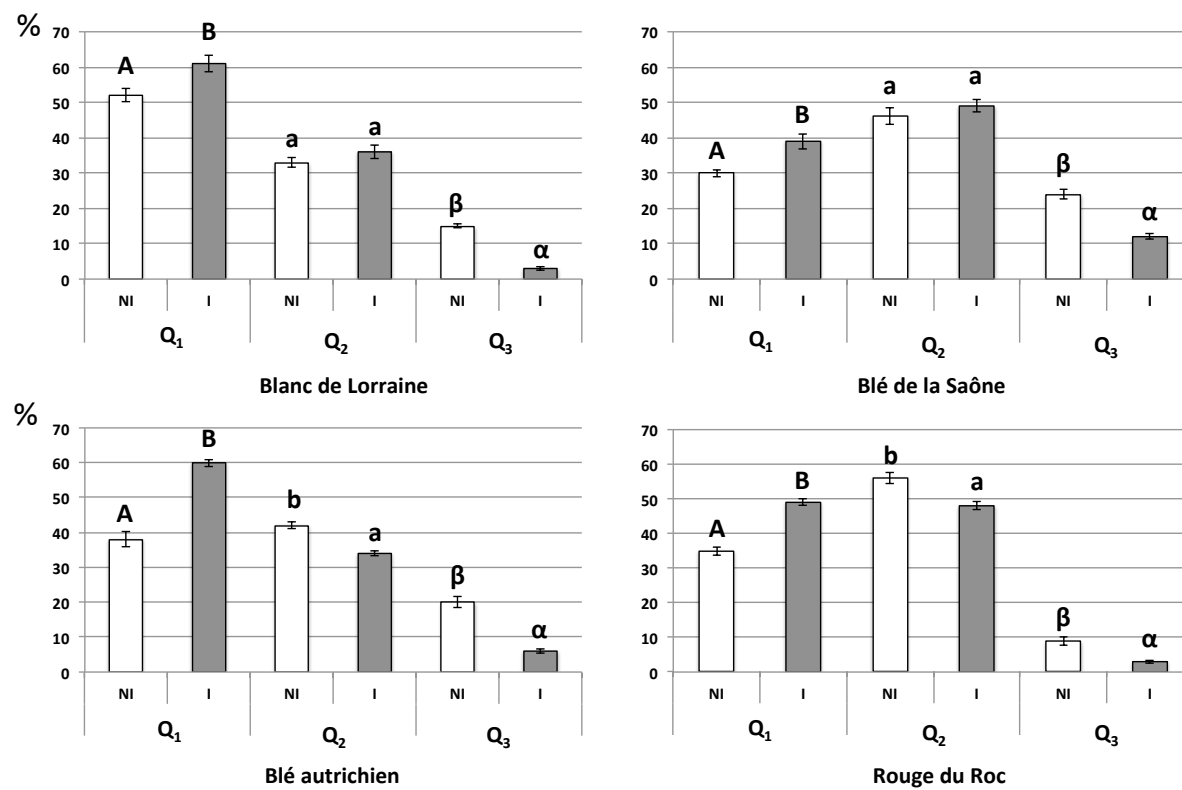 %
70
60
50
40
30
20
10
0
A
B
a
a
β
α
NI I NI I NI I
Q₁ Q₂ Q₃
Blanc de Lorraine
70
60
50
40
30
20
10
0
A
B
a
a
β
α
NI I NI I NI I
Q₁ Q₂ Q₃
Blé de la Saône
%
70
60
50
40
30
20
10
0
A
B
b
a
β
α
NI I NI I NI I
Q₁ Q₂ Q₃
Blé autrichien
70
60
50
40
30
20
10
0
A
B
b
a
β
α
NI I NI I NI I
Q₁ Q₂ Q₃
Rouge du Roc